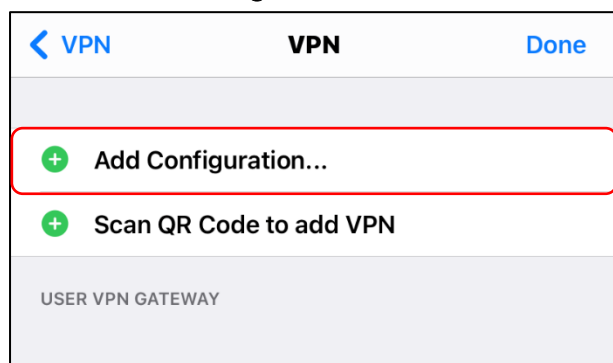 VPN VPN Done
Add Configuration...
Scan QR Code to add VPN
USER VPN GATEWAY